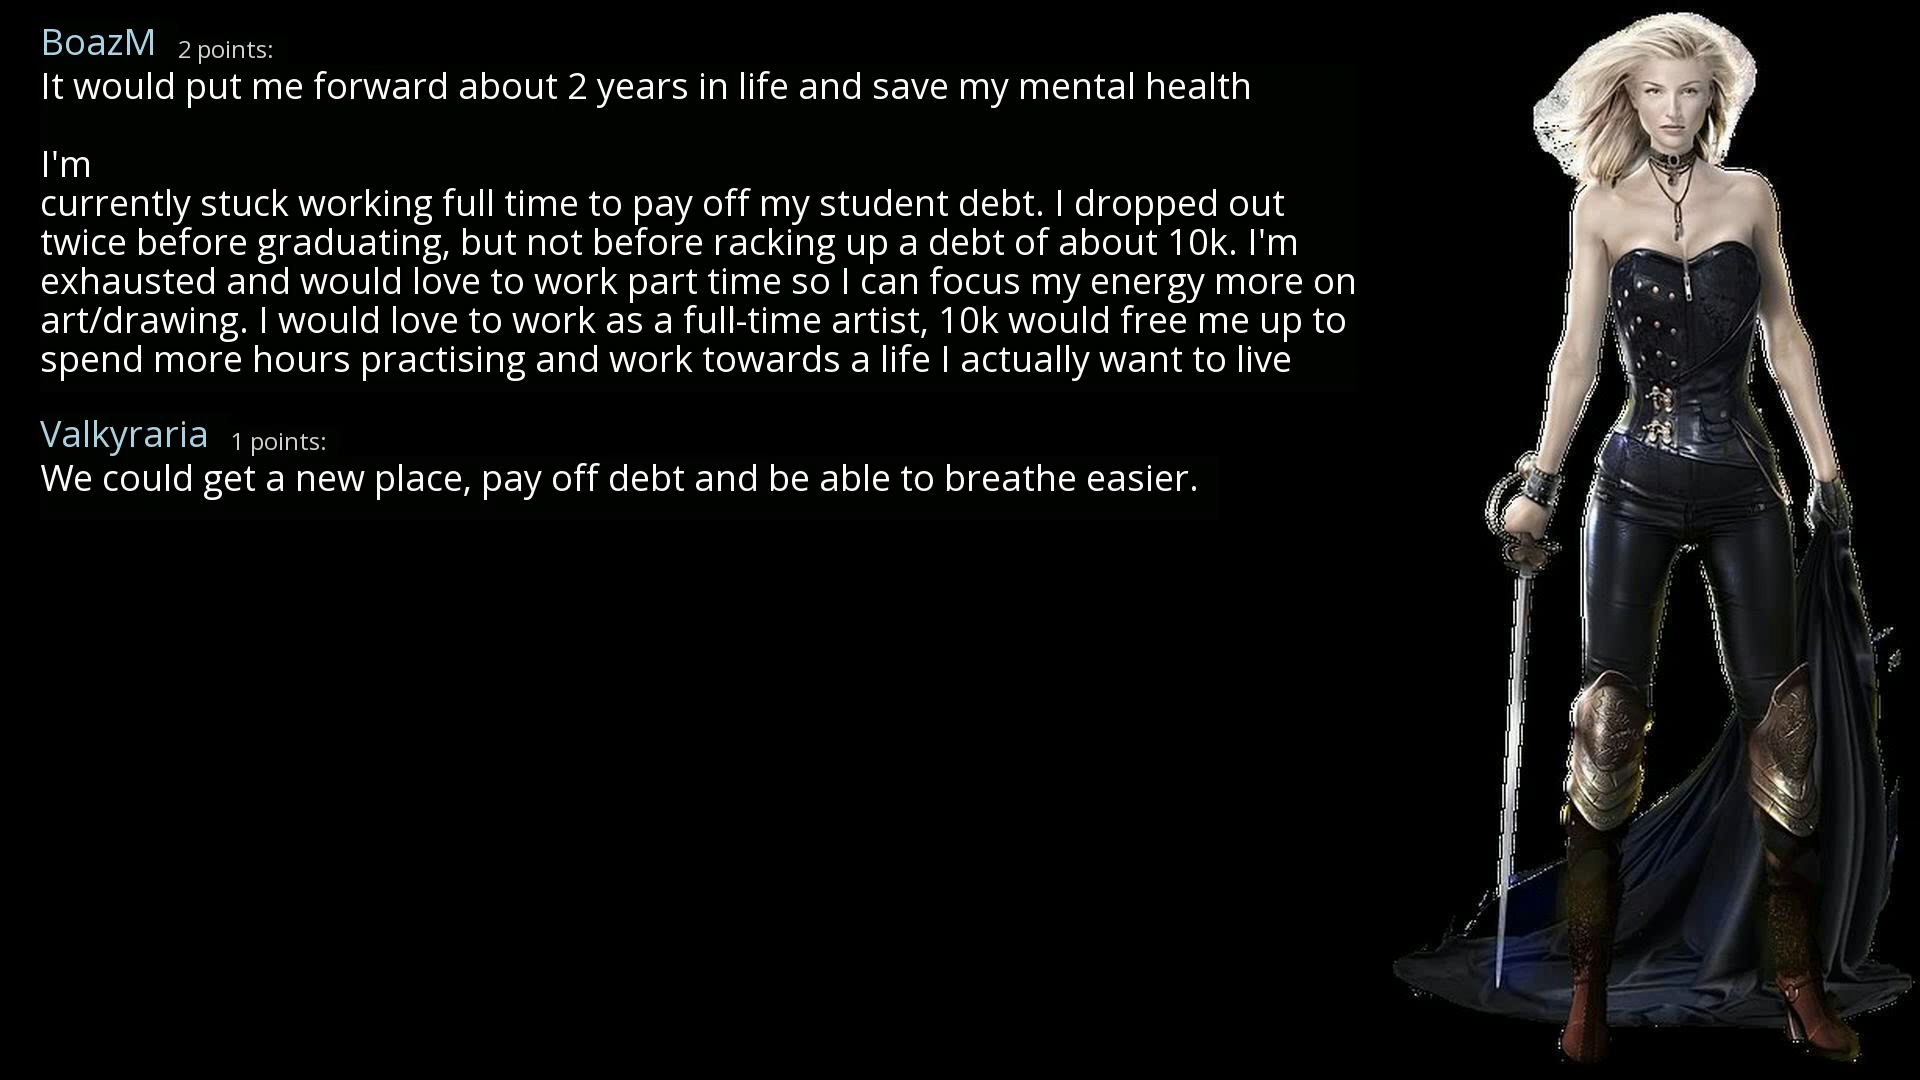 BoazM 2 points:
It would put me forward about 2 years in life and save my mental health
I'm
currently stuck working full time to pay off my student debt. I dropped out
twice before graduating, but not before racking up a debt of about 10k. I'm
exhausted and would love to work part time so I can focus my energy more on
art/drawing. I would love to work as a full-time artist, 10k would free me up to
spend more hours practising and work towards a life I actually want to live
Valkyraria 1 points:
We could get a new place, pay off debt and be able to breathe easier.